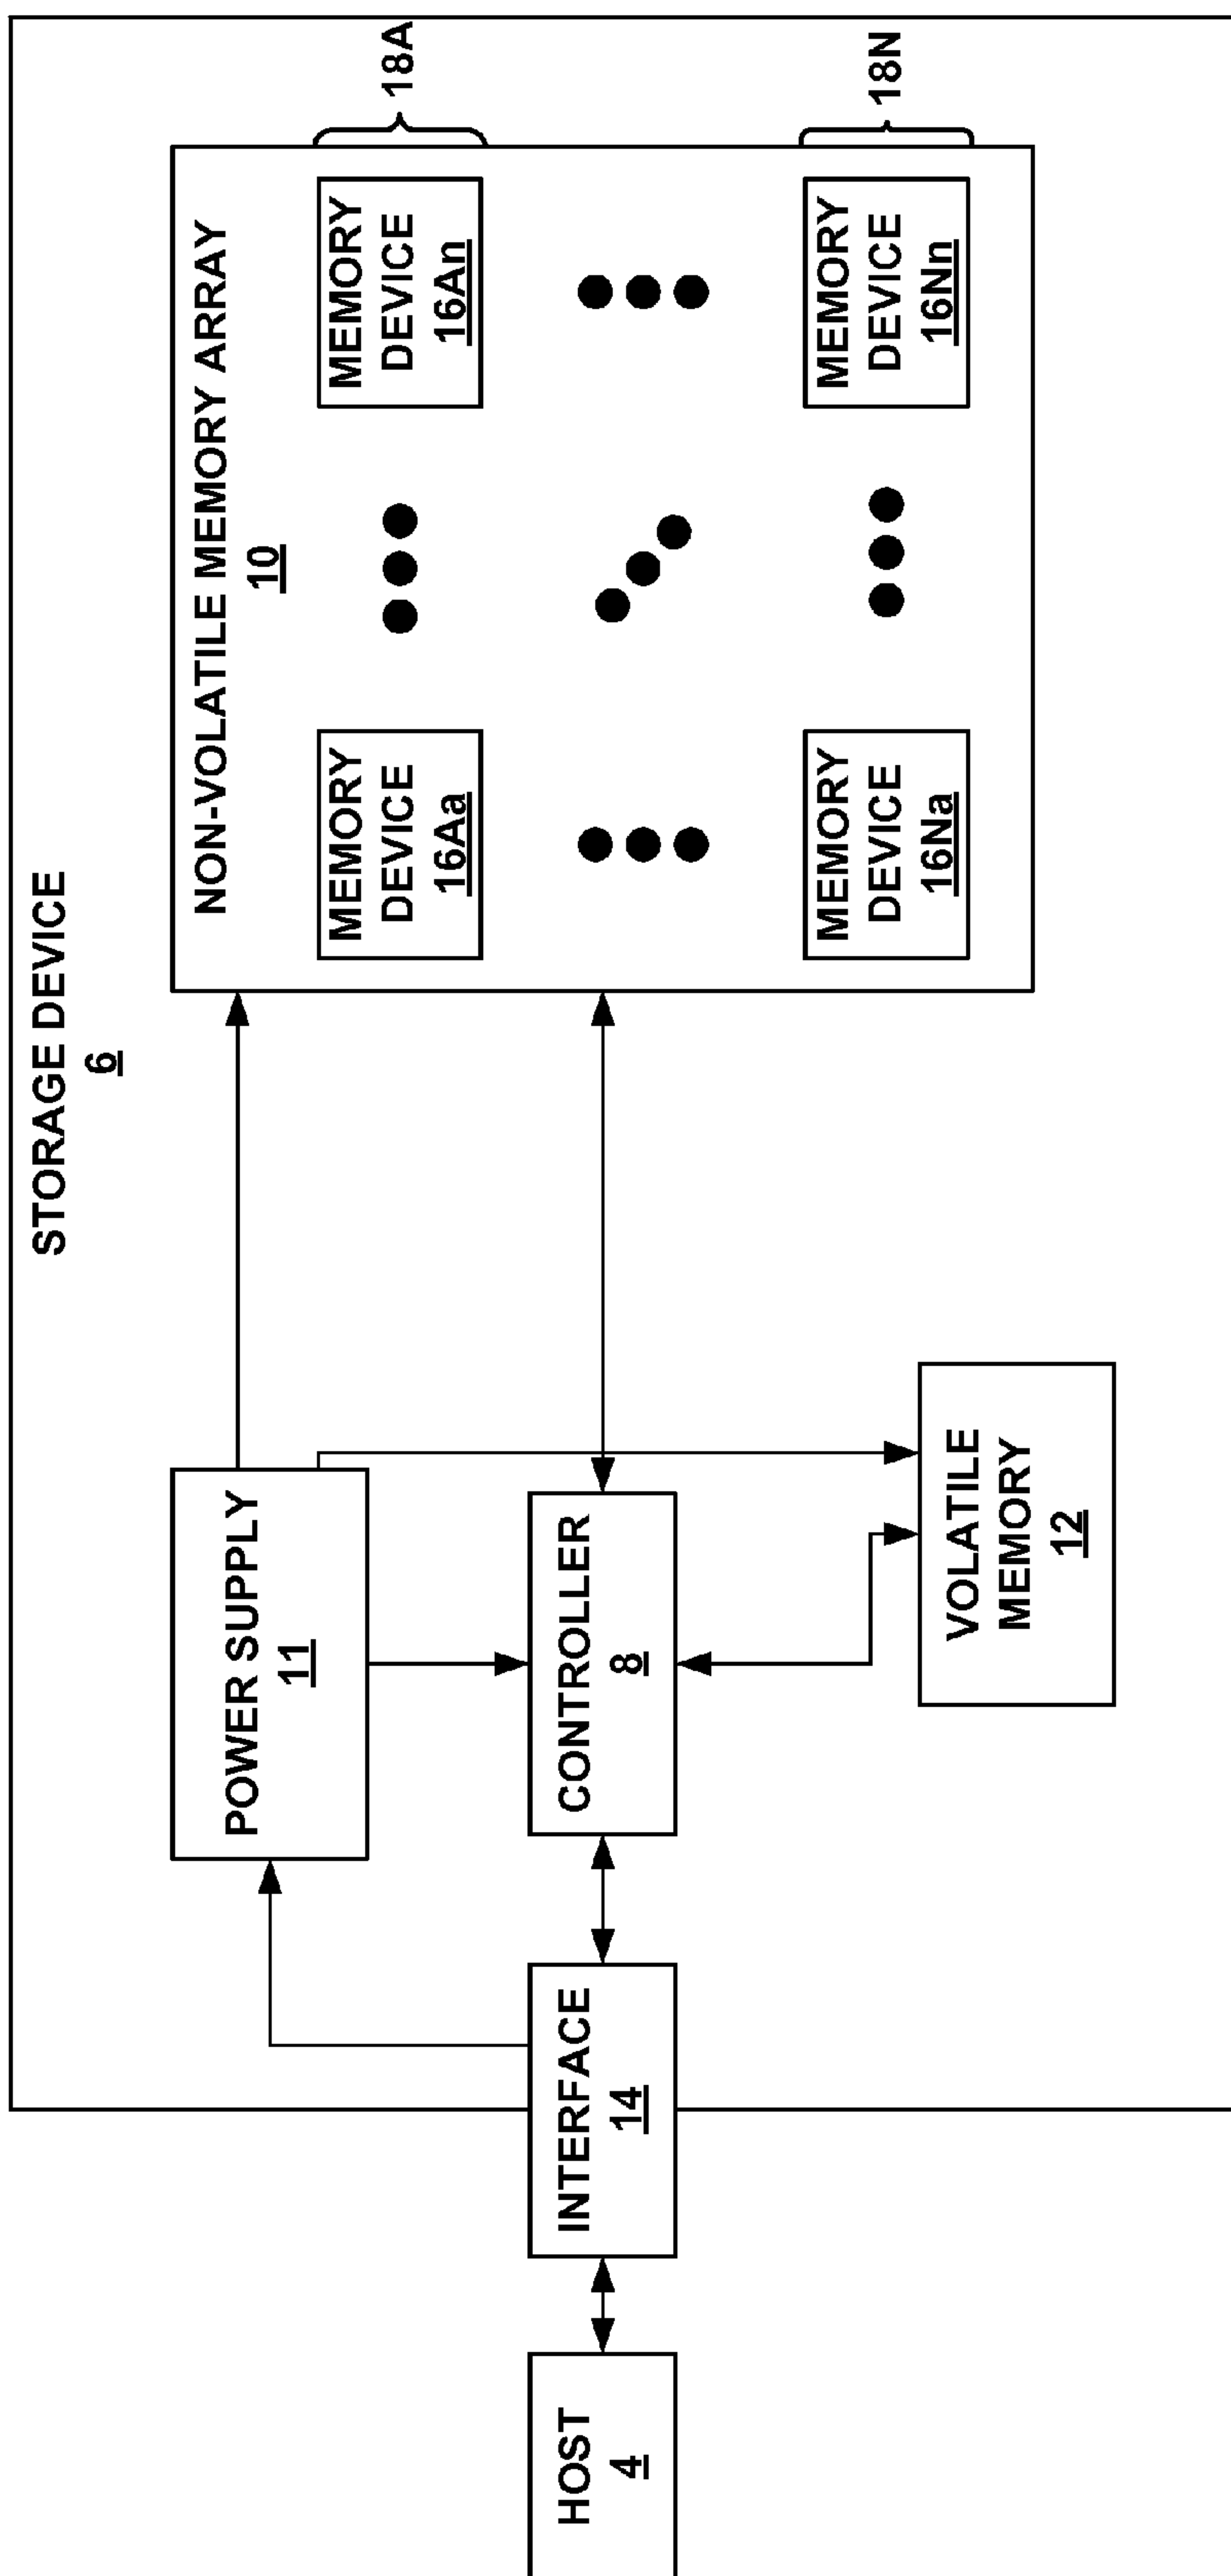 STORAGE DEVICE
6
HOST
4
INTERFACE
14
POWER SUPPLY
11
CONTROLLER
8
VOLATILE
MEMORY
12
NON-VOLATILE MEMORY ARRAY
10
MEMORY
DEVICE
16Aa
MEMORY
DEVICE
16An
18A
MEMORY
DEVICE
16Na
MEMORY
DEVICE
16Nn
18N